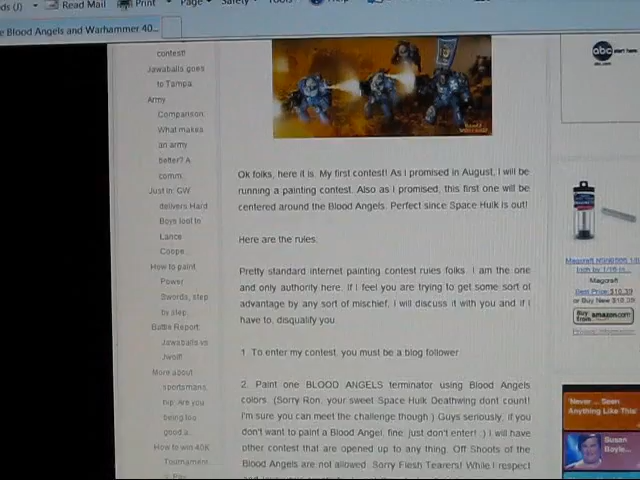 ds (J)
Read Mail
Print
Page
Safety
Tools
e Blood Angels and Warhammer 40...
contest!
Jawaballs goes
to Tampa
Army
Comparison.
What makes
an army
better? A
comm...
Just in: GW
delivers Hard
Boys loot to
Lance
Coope...
How to paint
Power
Swords, step
by step.
Battle Report:
Jawaballs vs
Jwolf!
More about
sportsmans
hip. Are you
being too
good a...
How to win 40K
Tournament
Ok folks, here it is. My first contest! As I promised in August, I will be
running a painting contest. Also as I promised, this first one will be
centered around the Blood Angels. Perfect since Space Hulk is out!
Here are the rules.
Pretty standard internet painting contest rules folks. I am the one
and only authority here. If I feel you are trying to get some sort of
advantage by any sort of mischief, I will discuss it with you and if I
have to, disqualify you.
1. To enter my contest, you must be a blog follower.
2. Paint one BLOOD ANGELS terminator using Blood Angels
colors. (Sorry Ron, your sweet Space Hulk Deathwing dont count!
I'm sure you can meet the challenge though.) Guys seriously, if you
don't want to paint a Blood Angel, fine, just don't enter! :) I will have
other contest that are opened up to any thing. Off Shoots of the
Blood Angels are not allowed. Sorry Flesh Tearers! While I respect
abc start here
abc.com
Magcraft
Best Price $10.39
or Buy New $10.39
Buy
from
amazon.com
Privacy Information
'Never ... Seen
Anything Like This'
Susan
Boyle...